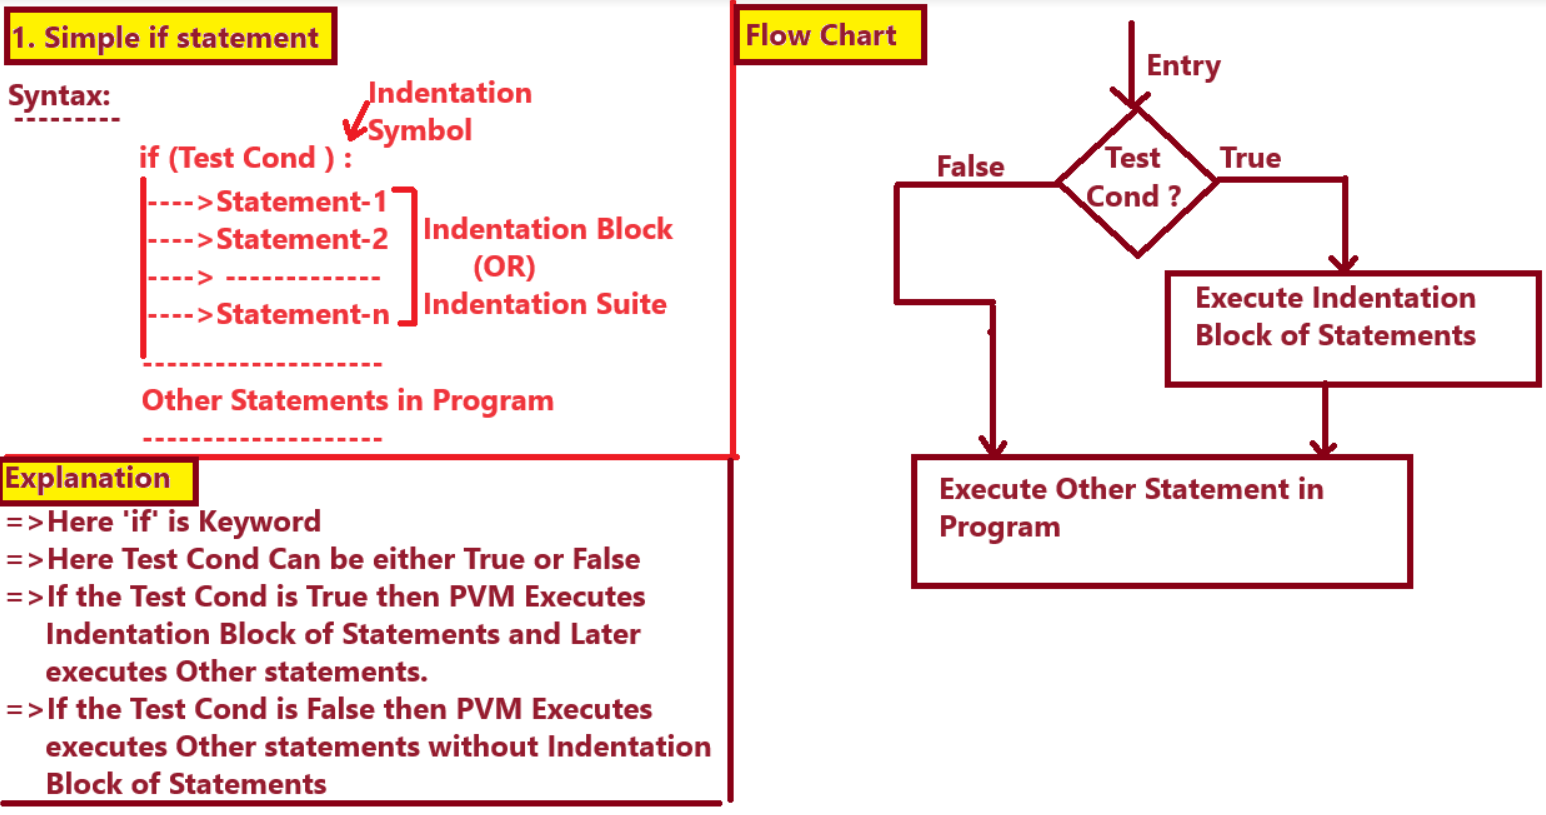 1. Simple if statement
Syntax:
---------
Indentation
Symbol
if (Test Cond ) :
---->Statement-1
---->Statement-2
----> -------------
---->Statement-n
Indentation Block
(OR)
Indentation Suite
--------------------
Other Statements in Program
--------------------
Explanation
=>Here 'if' is Keyword
=>Here Test Cond Can be either True or False
=>If the Test Cond is True then PVM Executes
Indentation Block of Statements and Later
executes Other statements.
=>If the Test Cond is False then PVM Executes
executes Other statements without Indentation
Block of Statements
Flow Chart
Entry
Test
Cond ?
False
True
Execute Indentation
Block of Statements
Execute Other Statement in
Program